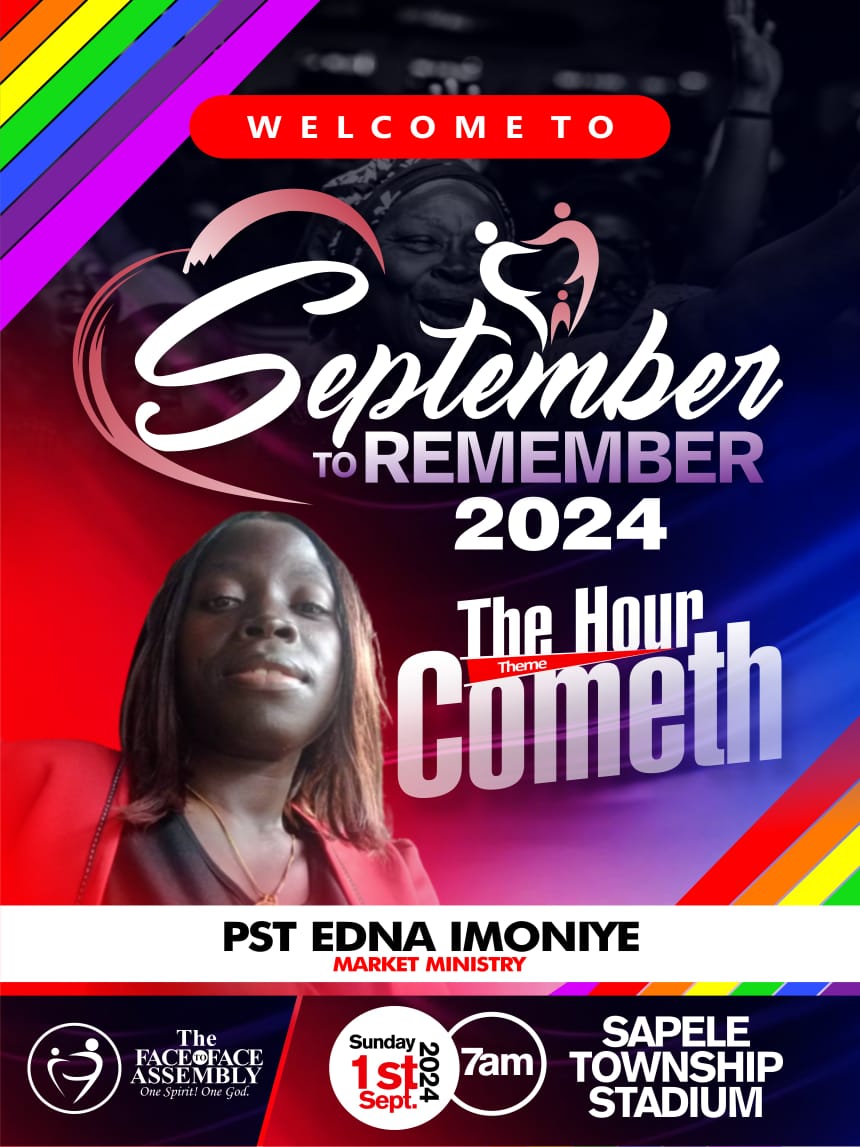 WELCOME TO
September
TO REMEMBER
2024
The Hour
Theme
Cometh
PST EDNA IMONIYE
MARKET MINISTRY
The
FACE TO FACE
ASSEMBLY
One Spirit! One God.
Sunday
1st
Sept.
2024
7am
SAPELE
TOWNSHIP
STADIUM